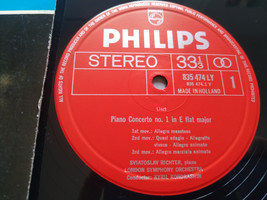 PHILIPS
STEREO 33⅓
835 474 LY
MADE IN HOLLAND
1
Liszt
Piano Concerto no. 1 in E flat major
1st mov.: Allegro maestoso
2nd mov.: Quasi adagio - Allegretto
vivace - Allegro animato
3rd mov.: Allegro marziale animato
SVIATOSLAV RICHTER, piano
LONDON SYMPHONY ORCHESTRA
Conductor: KYRIL KONDRASHIN